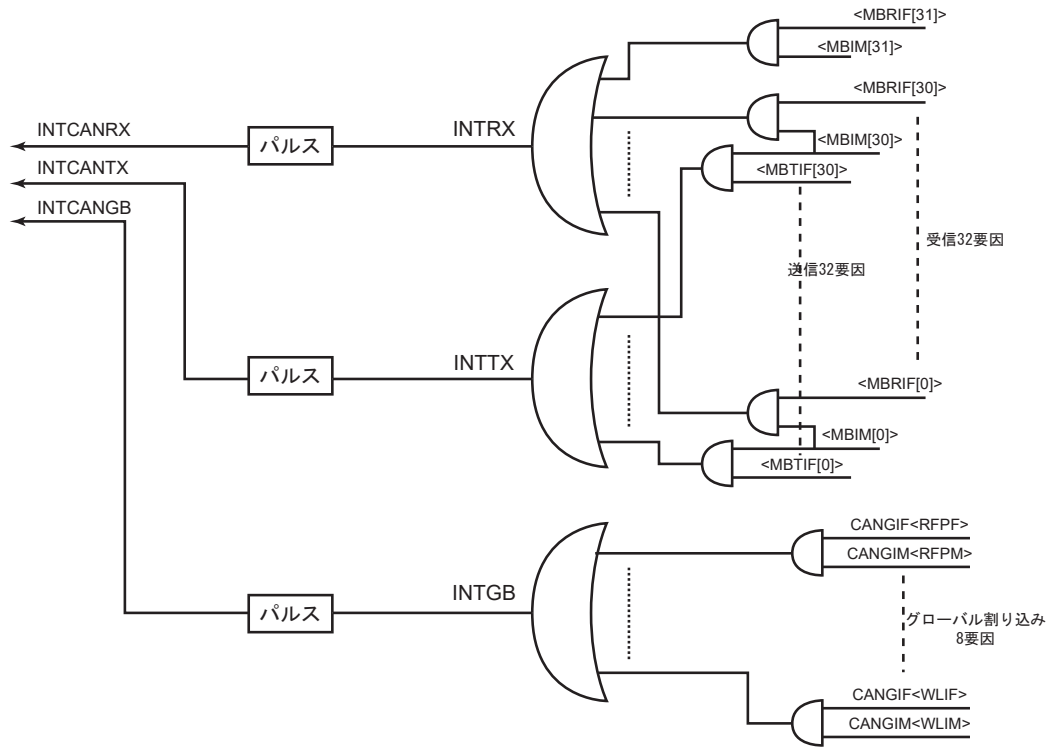 <MBRIF[31]>
<MBIM[31]>
<MBRIF[30]>
INTCANRX
パルス
INTRX
<MBIM[30]>
INTCANTX
<MBTIF[30]>
INTCANGB
受信32要因
送信32要因
パルス
INTTX
<MBRIF[0]>
<MBIM[0]>
<MBTIF[0]>
CANGIF<RFPF>
CANGIM<RFPM>
パルス
INTGB
グローバル割り込み
8要因
CANGIF<WLIF>
CANGIM<WLIM>